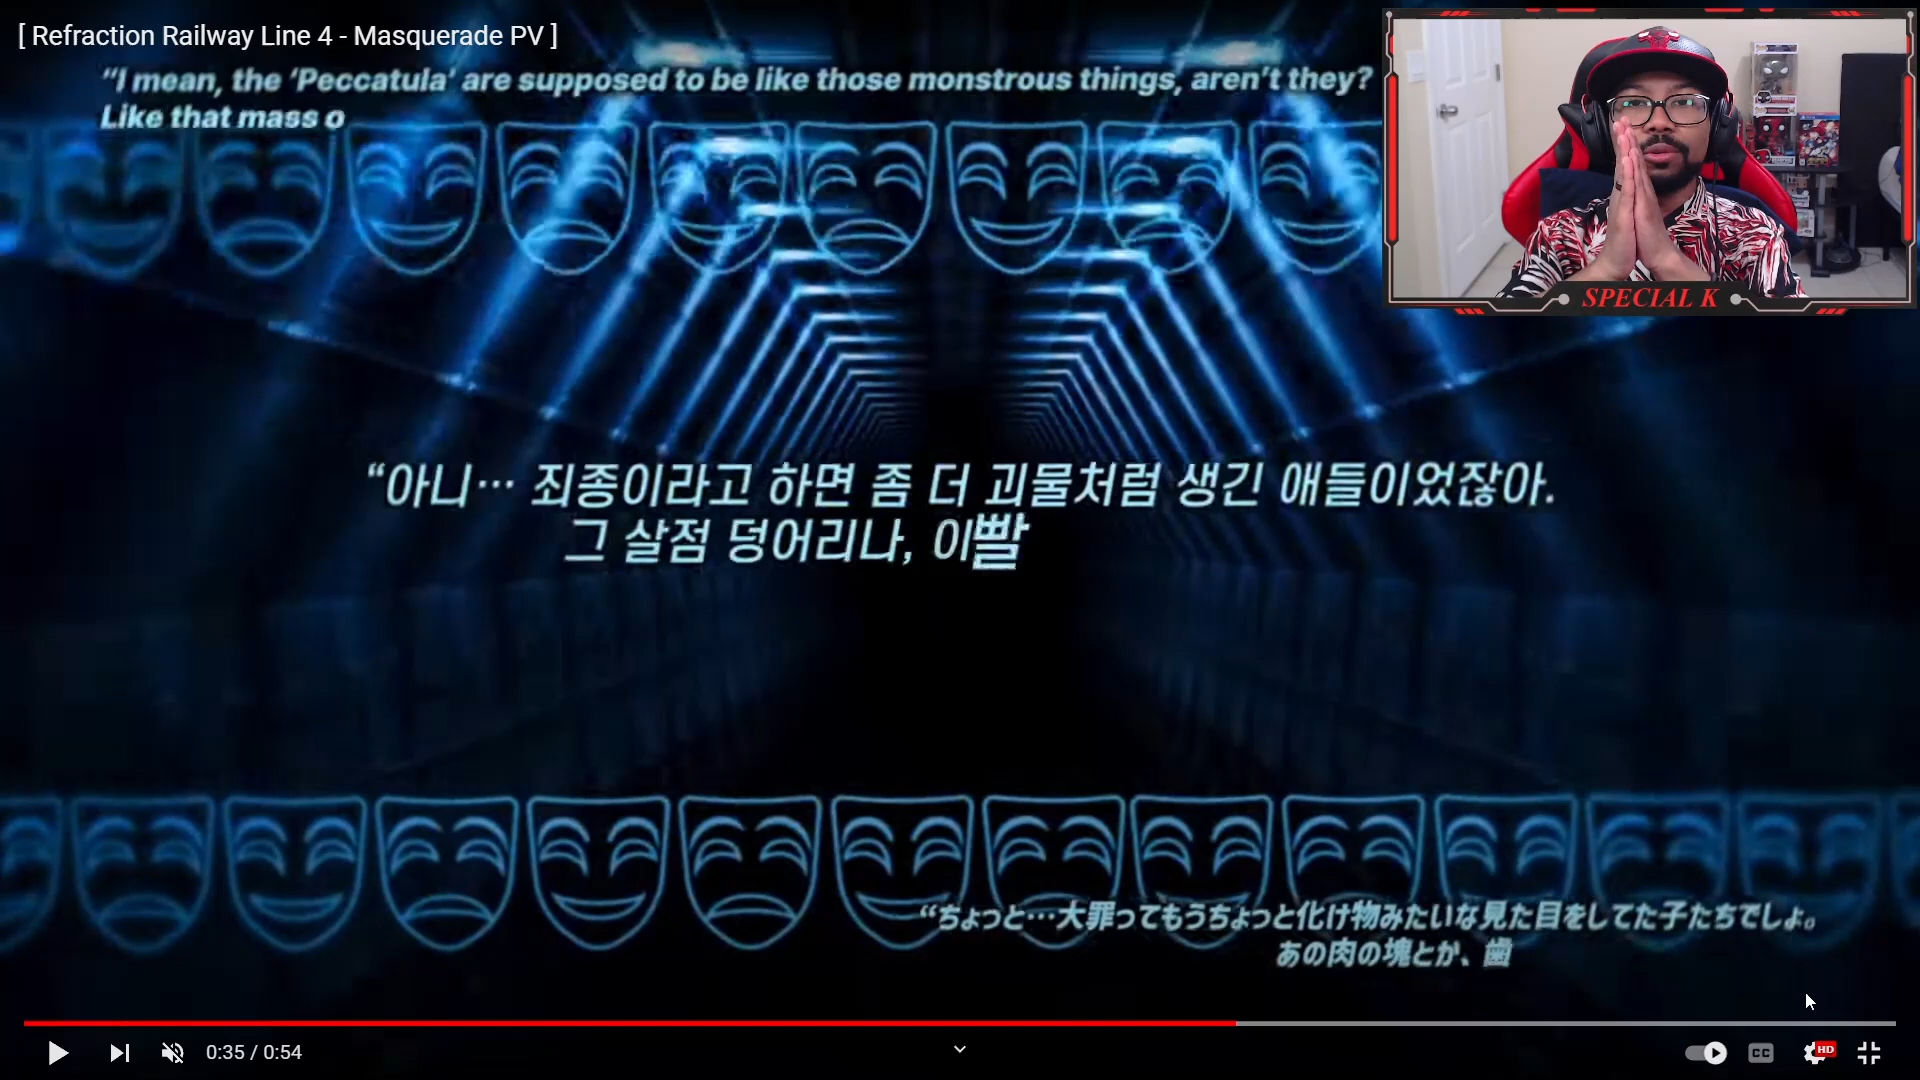 [ Refraction Railway Line 4 - Masquerade PV ]
“I mean, the ‘Peccatula’ are supposed to be like those monstrous things, aren’t they?
Like that mass o
SPECIAL K
“아니… 죄종이라고 하면 좀 더 괴물처럼 생긴 애들이었잖아.
그 살점 덩어리나, 이빨
“ちょっと…大罪ってもうちょっと化け物みたいな見た目をしてた子たちでしょ。
あの肉の塊とか、歯
0:35 / 0:54
CC
HD